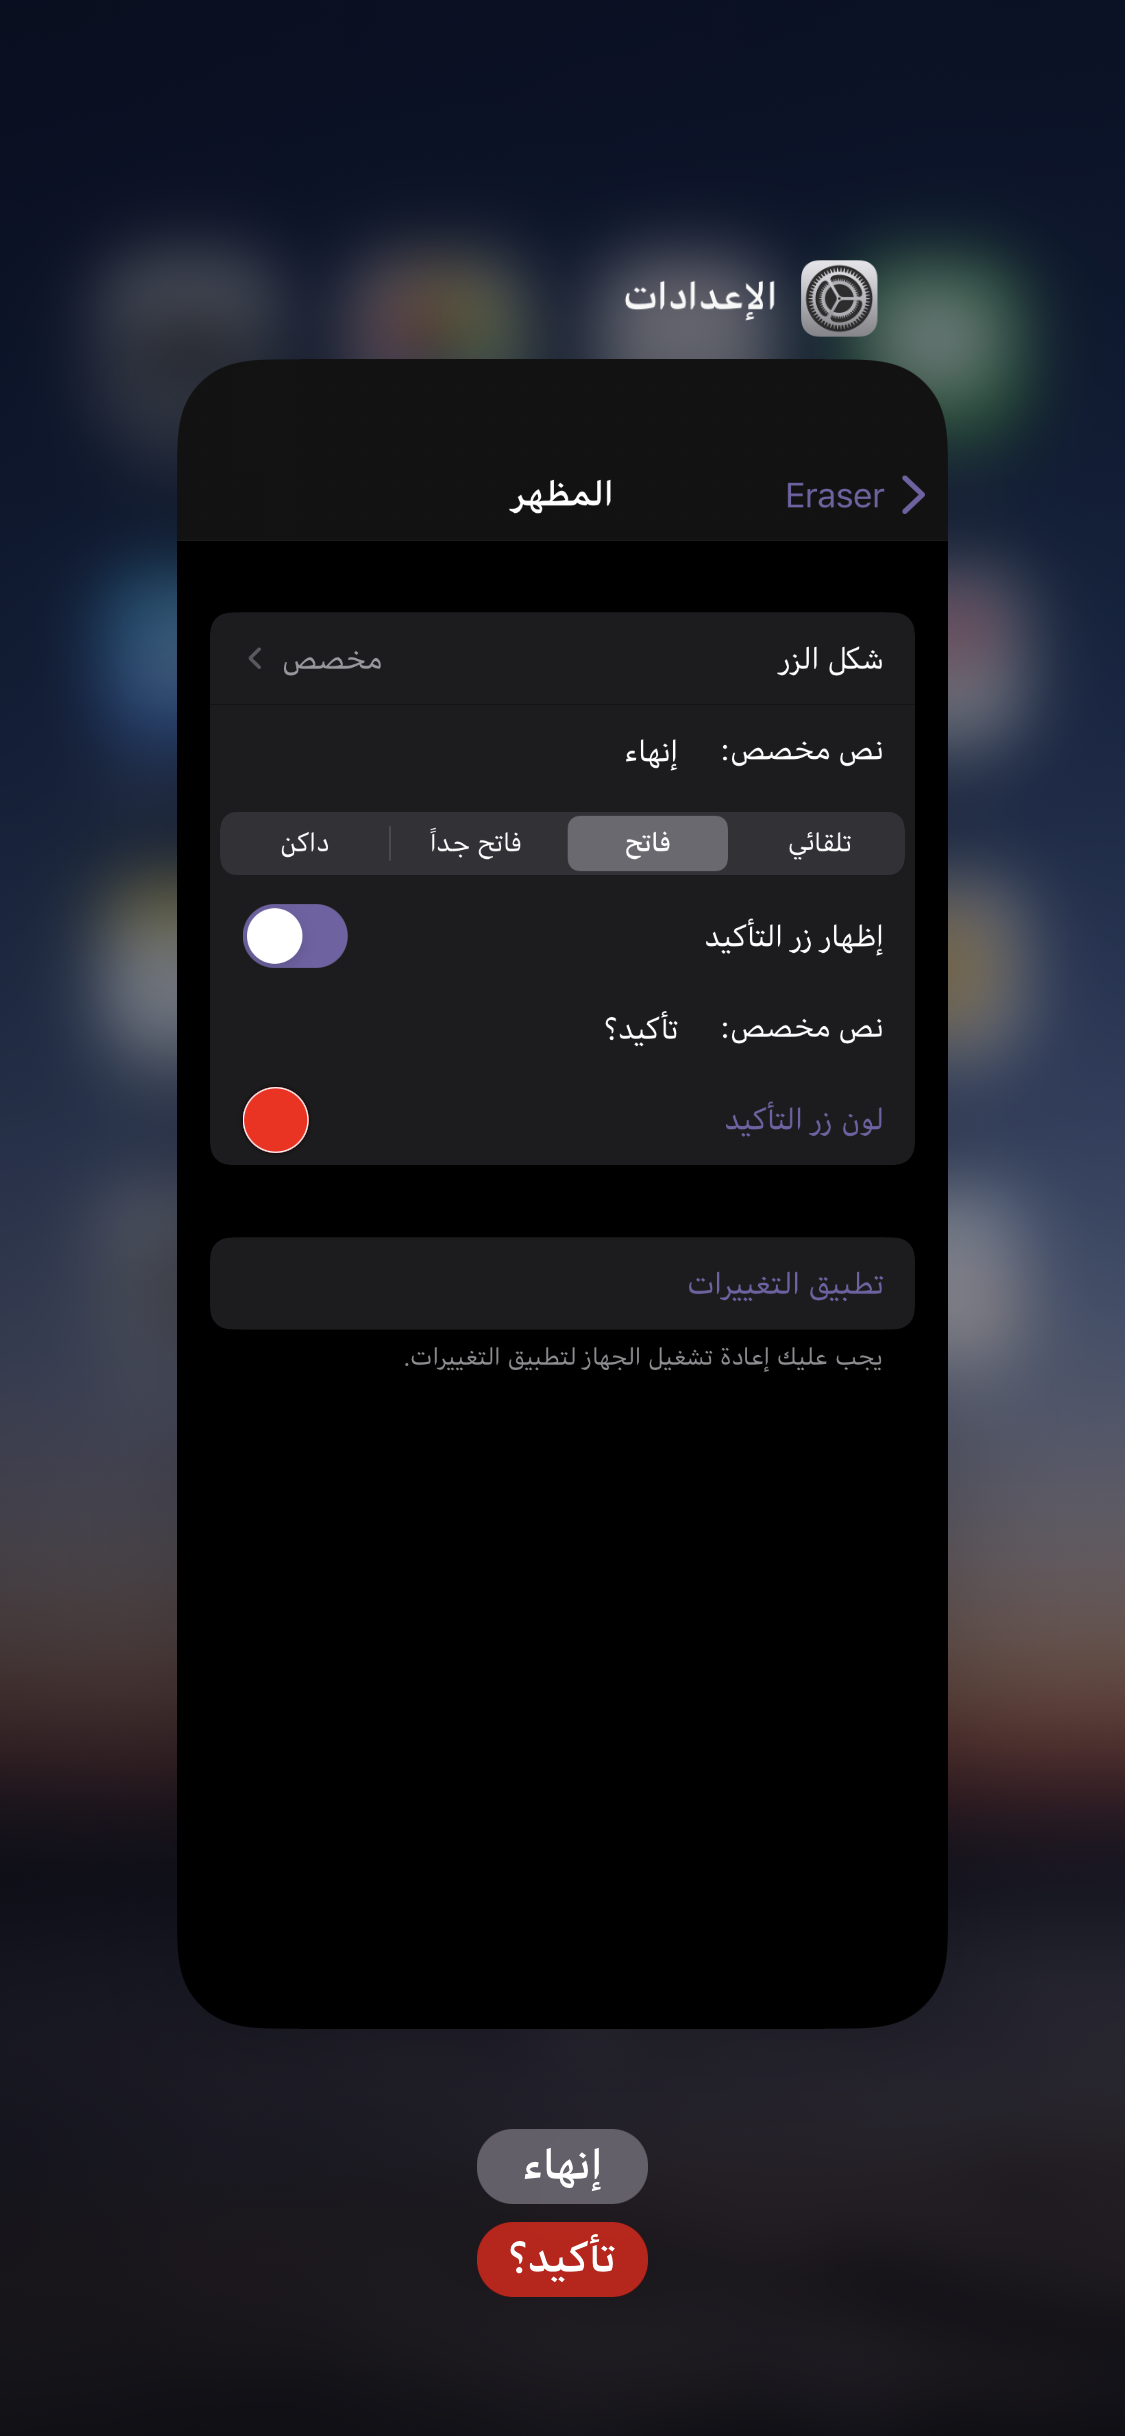 الإعدادات
Eraser
المظهر
شكل الزر مخصص
نص مخصص: إنهاء
تلقائي فاتح فاتح جداً داكن
إظهار زر التأكيد
نص مخصص: تأكيد؟
لون زر التأكيد
تطبيق التغييرات
يجب عليك إعادة تشغيل الجهاز لتطبيق التغييرات.
إنهاء
تأكيد؟